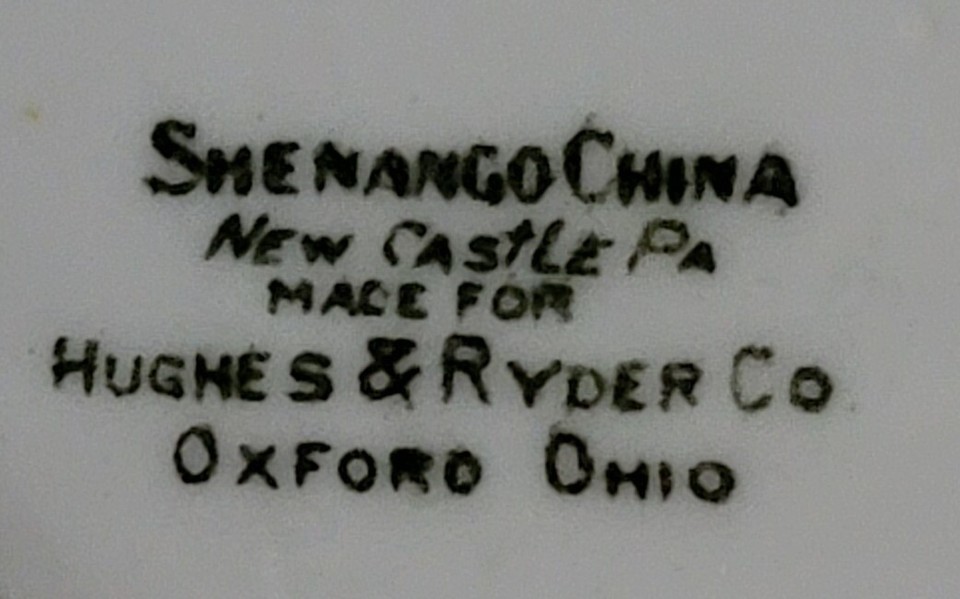 SHENANGO CHINA
NEW CASTLE PA
MADE FOR
HUGHES & RYDER CO
OXFORD OHIO